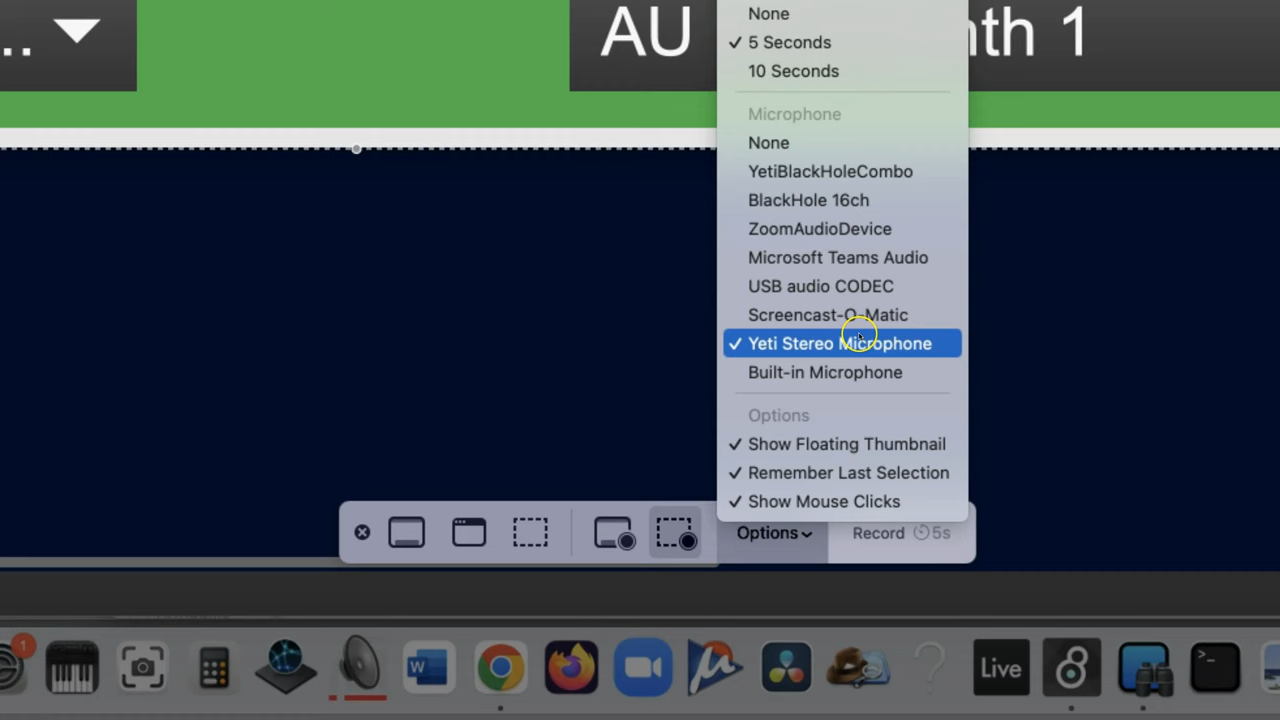 ..
AU
nth 1
None
✓ 5 Seconds
10 Seconds
Microphone
None
YetiBlackHoleCombo
BlackHole 16ch
ZoomAudioDevice
Microsoft Teams Audio
USB audio CODEC
Screencast-O-Matic
✓ Yeti Stereo Microphone
Built-in Microphone
Options
✓ Show Floating Thumbnail
✓ Remember Last Selection
✓ Show Mouse Clicks
Options
Record 5s
1
W
Live
>_